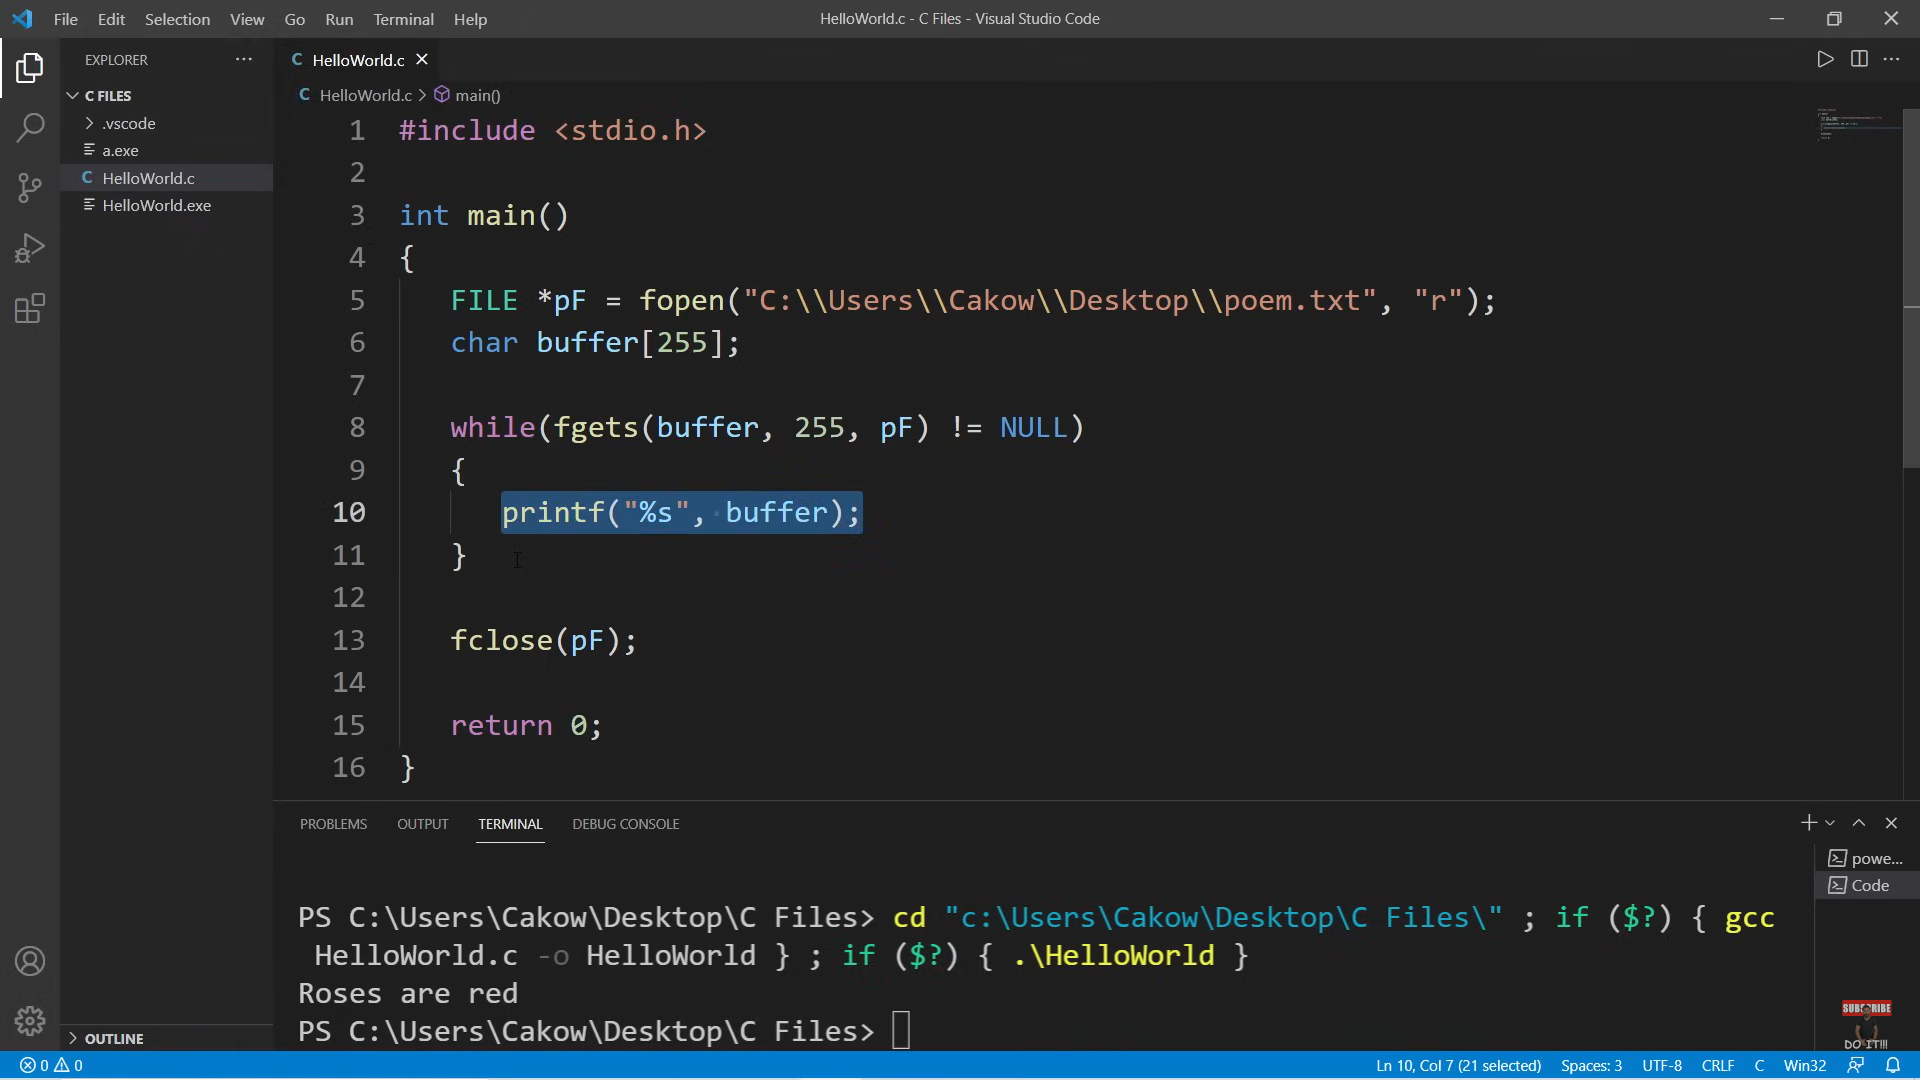 File Edit Selection View Go Run Terminal Help
HelloWorld.c - C Files - Visual Studio Code
EXPLORER
C FILES
.vscode
a.exe
HelloWorld.c
HelloWorld.exe
OUTLINE
HelloWorld.c
HelloWorld.c > main()
1 #include <stdio.h>
2
3 int main()
4 {
5 FILE *pF = fopen("C:\\Users\\Cakow\\Desktop\\poem.txt", "r");
6 char buffer[255];
7
8 while(fgets(buffer, 255, pF) != NULL)
9 {
10 printf("%s", buffer);
11 }
12
13 fclose(pF);
14
15 return 0;
16 }
PROBLEMS OUTPUT TERMINAL DEBUG CONSOLE
powe...
Code
PS C:\Users\Cakow\Desktop\C Files> cd "c:\Users\Cakow\Desktop\C Files\" ; if ($?) { gcc
HelloWorld.c -o HelloWorld } ; if ($?) { .\HelloWorld }
Roses are red
PS C:\Users\Cakow\Desktop\C Files>
SUBSCRIBE
DO IT!!!
0 0 Ln 10, Col 7 (21 selected) Spaces: 3 UTF-8 CRLF C Win32